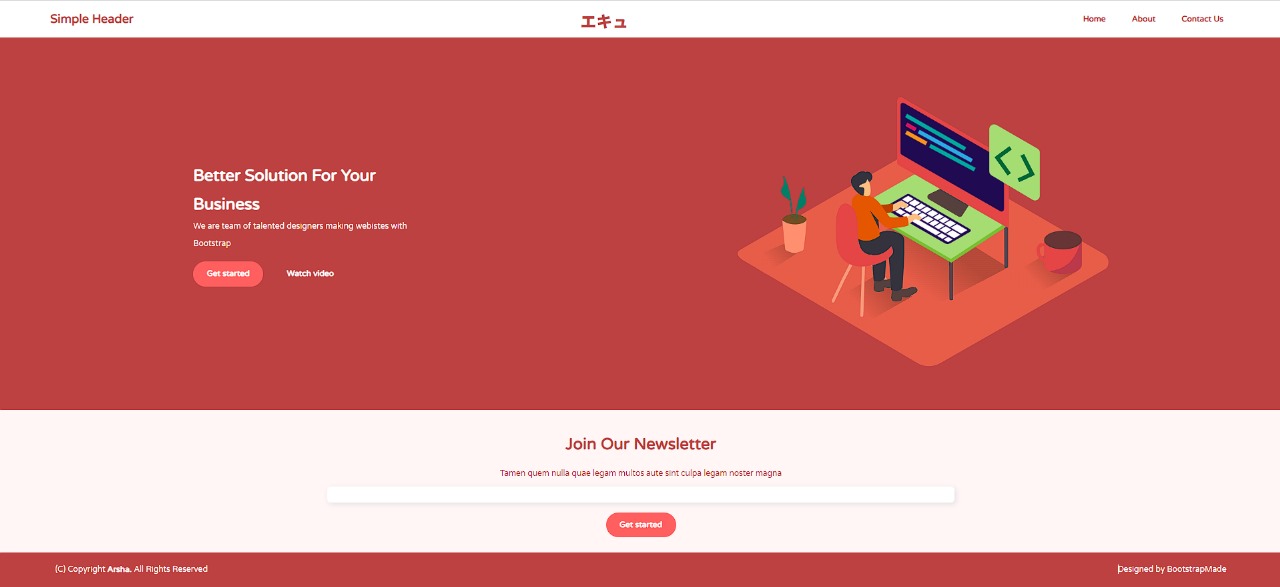 Simple Header
エキュ
Home
About
Contact Us
Better Solution For Your
Business
We are team of talented designers making webistes with
Bootstrap
Get started
Watch video
Join Our Newsletter
Tamen quem nulla quae legam multos aute sint culpa legam noster magna
Get started
(C) Copyright Arsha. All Rights Reserved
Designed by BootstrapMade